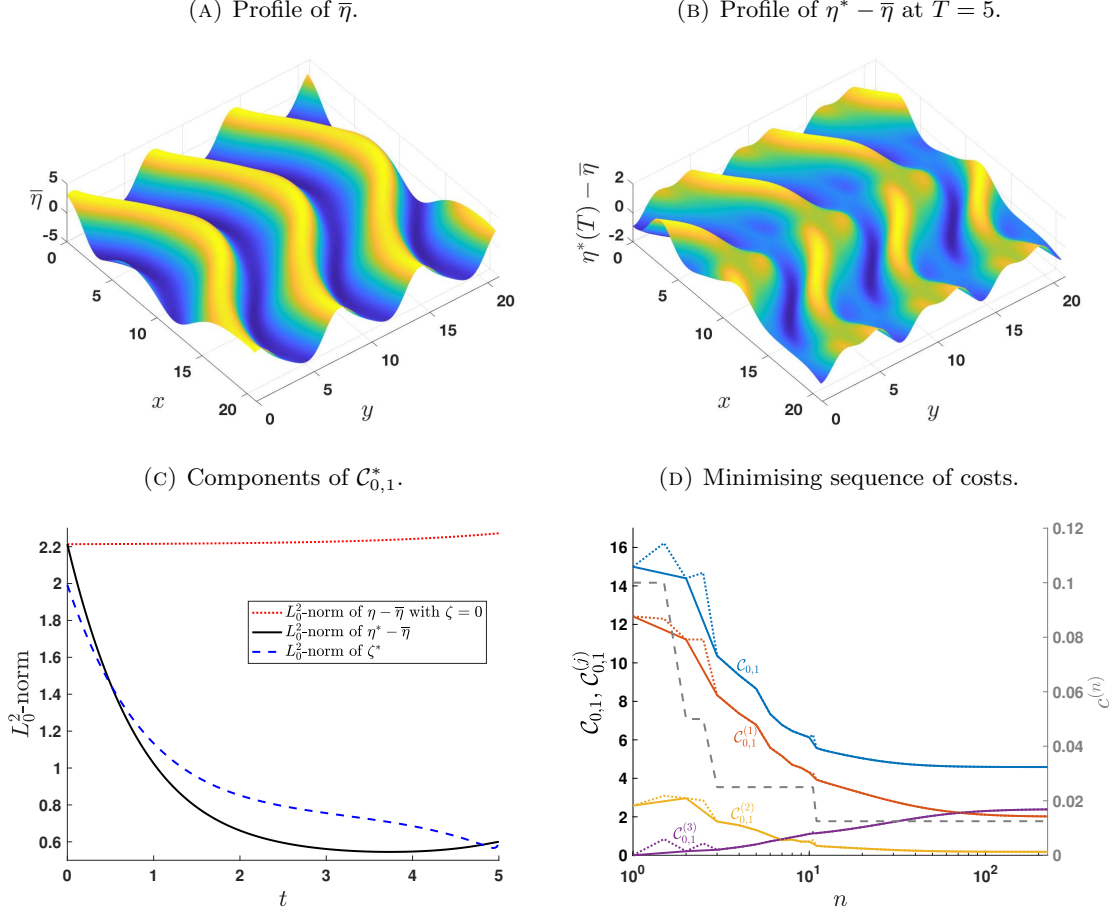 (A) Profile of η̅.
(B) Profile of η* − η̅ at T = 5.
η̅
5
0
-5
0
5
10
15
20
x
0
5
10
15
20
y
η*(T) − η̅
2
0
-2
0
5
10
15
20
x
0
5
10
15
20
y
(C) Components of 𝒞*₀,₁.
(D) Minimising sequence of costs.
L²₀-norm
2.2
2
1.8
1.6
1.4
1.2
1
0.8
0.6
0
1
2
3
4
5
t
L²₀-norm of η − η̅ with ζ = 0
L²₀-norm of η* − η̅
L²₀-norm of ζ*
𝒞₀,₁, 𝒞₀,₁⁽ʲ⁾
16
14
12
10
8
6
4
2
0
10⁰
10¹
10²
n
𝒞₀,₁
𝒞₀,₁⁽¹⁾
𝒞₀,₁⁽²⁾
𝒞₀,₁⁽³⁾
0.12
0.1
0.08
0.06
0.04
0.02
0
c⁽ⁿ⁾